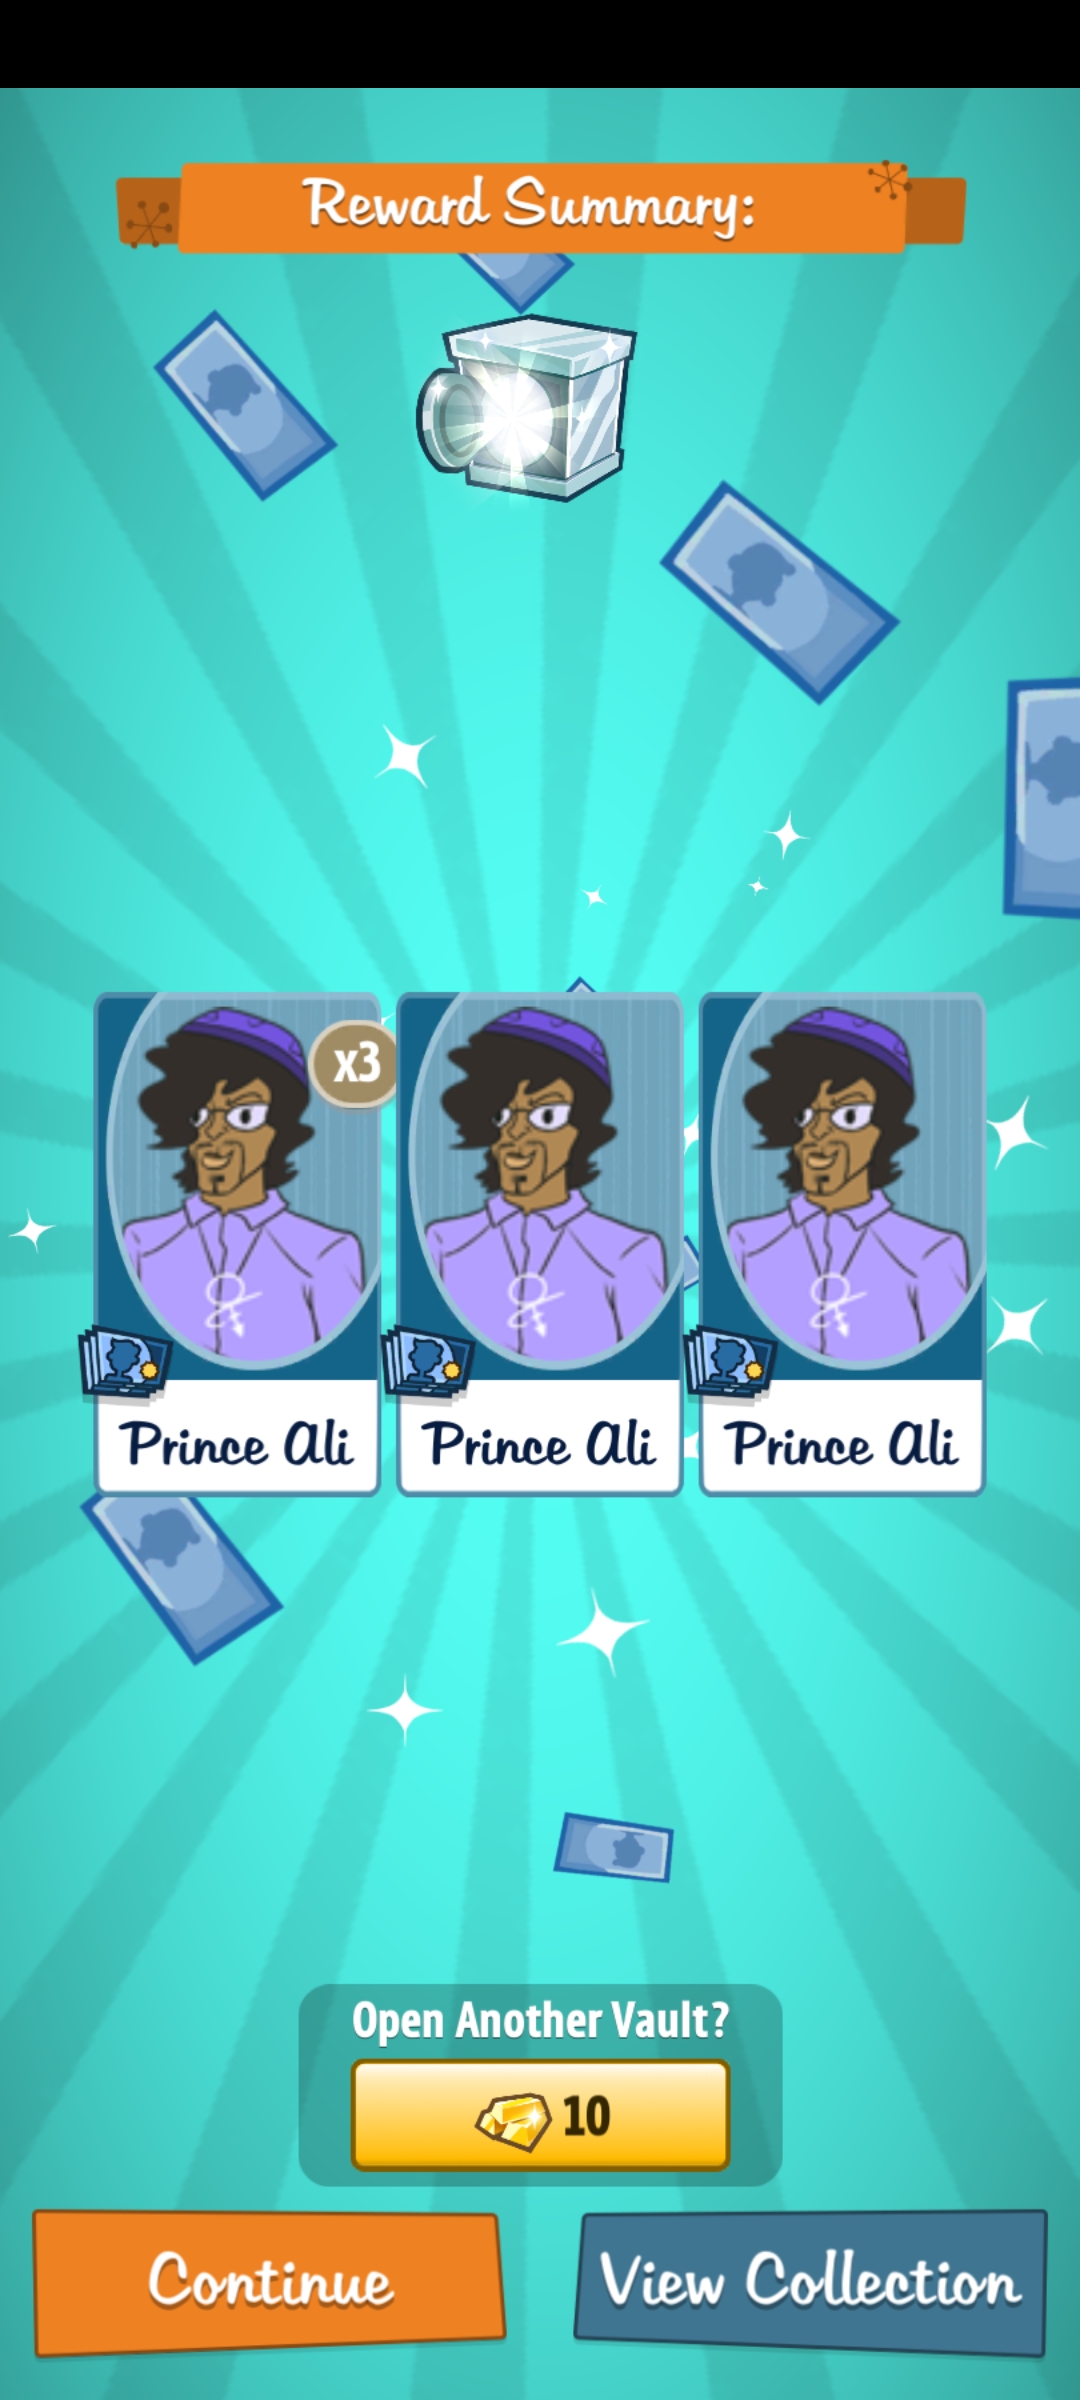 Reward Summary:
x3
Prince Ali
Prince Ali
Prince Ali
Open Another Vault?
10
Continue
View Collection